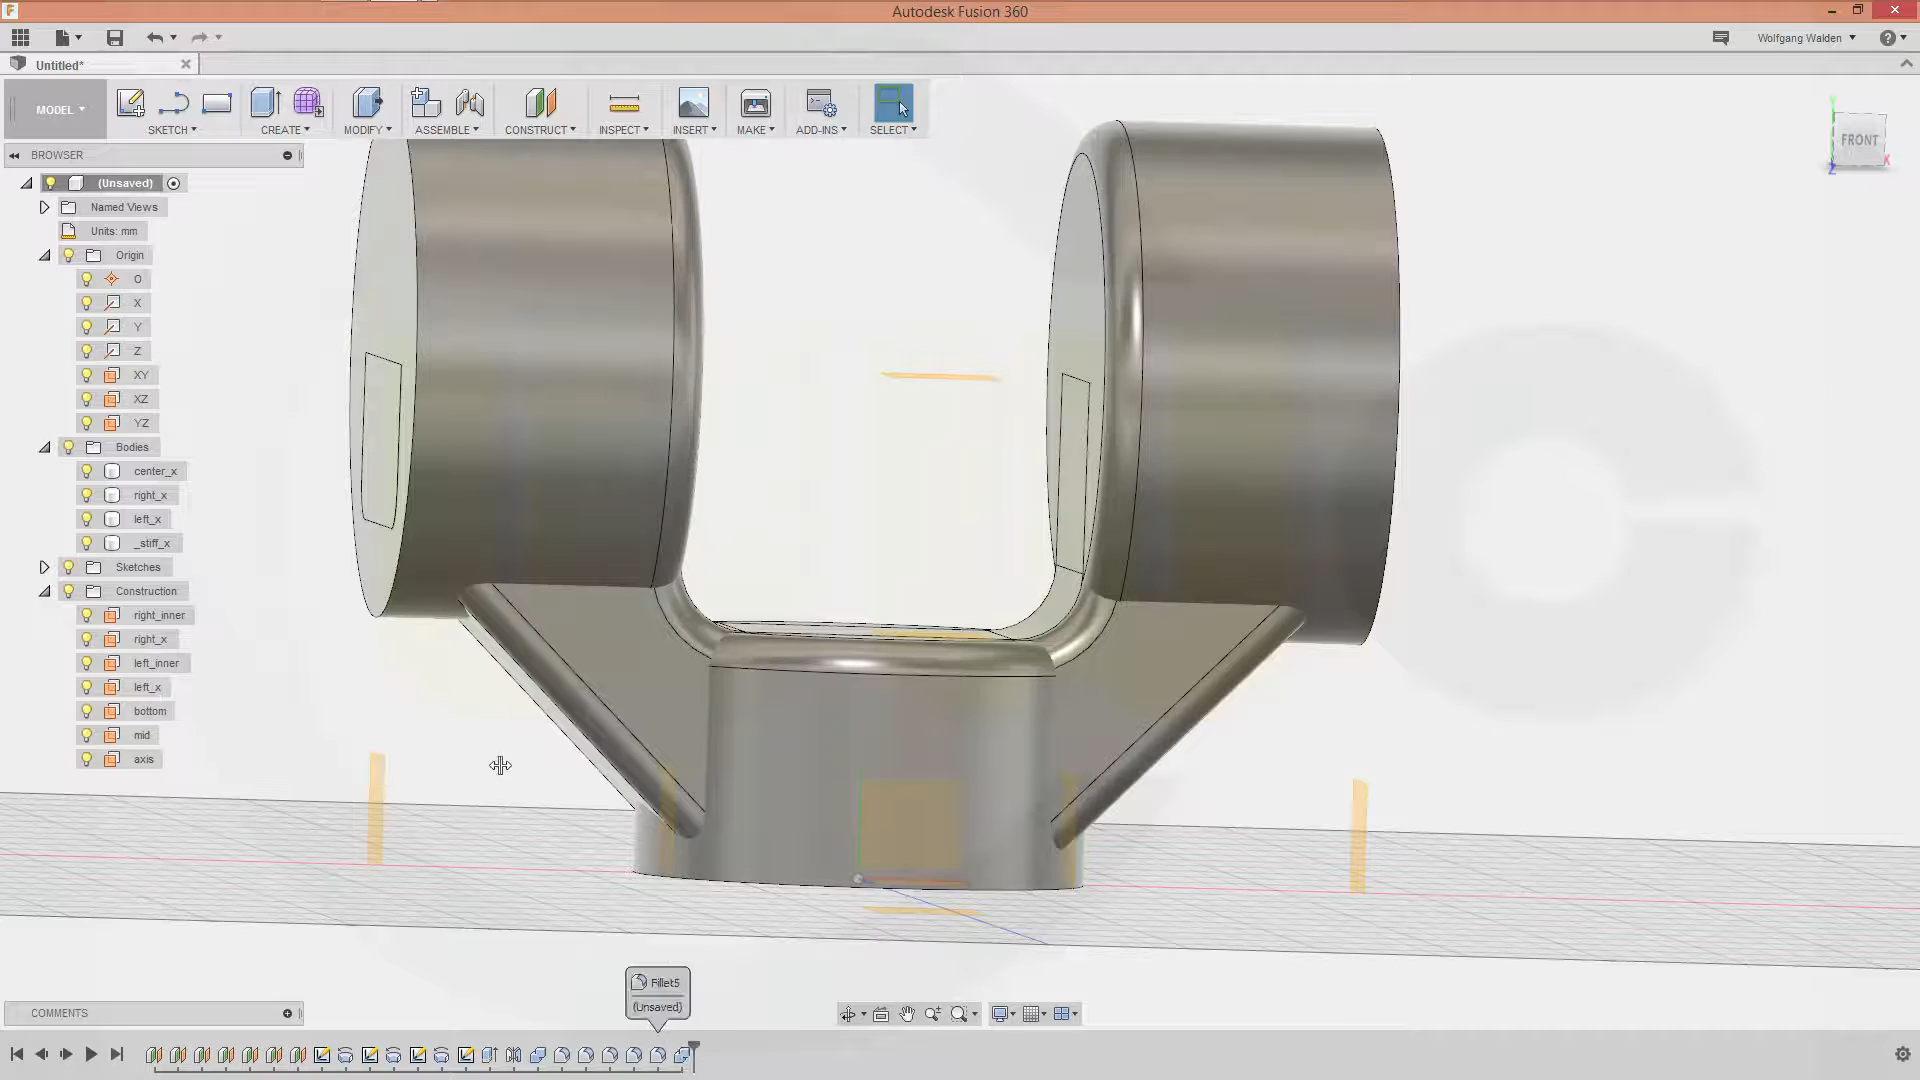 Autodesk Fusion 360
Wolfgang Walden
Untitled*
MODEL
SKETCH
CREATE
MODIFY
ASSEMBLE
CONSTRUCT
INSPECT
INSERT
MAKE
ADD-INS
SELECT
BROWSER
FRONT
Y
X
Z
(Unsaved)
Named Views
Units: mm
Origin
O
X
Y
Z
XY
XZ
YZ
Bodies
center_x
right_x
left_x
_stiff_x
Sketches
Construction
right_inner
right_x
left_inner
left_x
bottom
mid
axis
Fillet5
(Unsaved)
COMMENTS